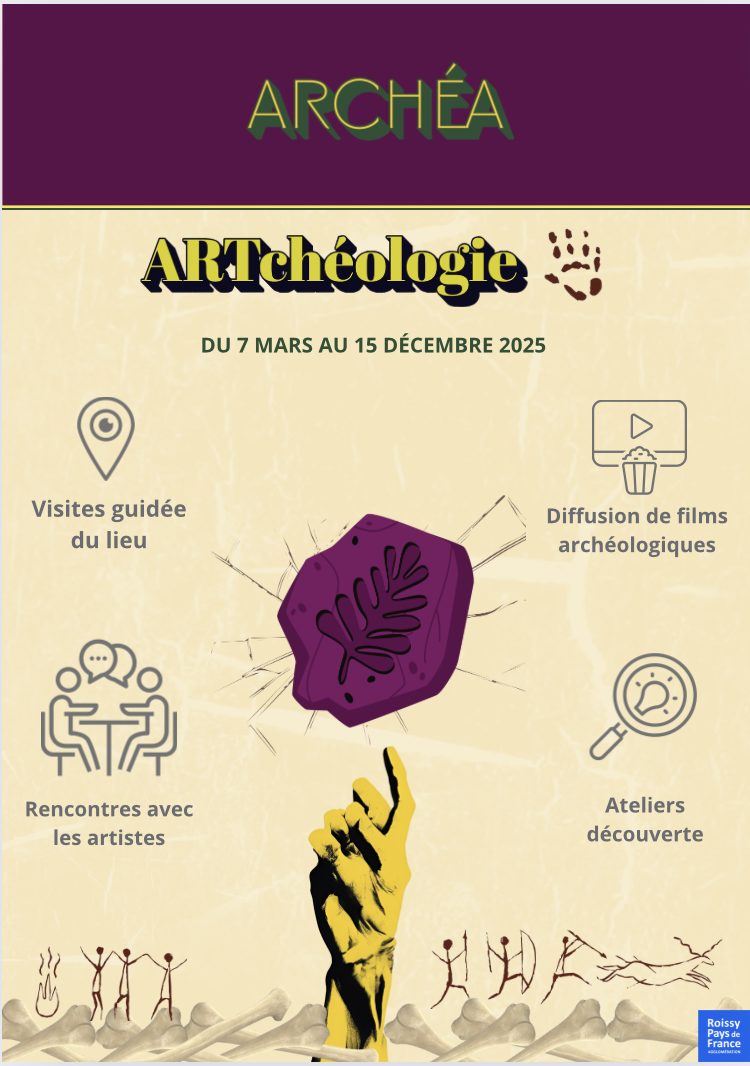 ARCHÉA
ARTchéologie
DU 7 MARS AU 15 DÉCEMBRE 2025
Visites guidée
du lieu
Diffusion de films
archéologiques
Rencontres avec
les artistes
Ateliers
découverte
Roissy
Pays de
France
AGGLOMÉRATION